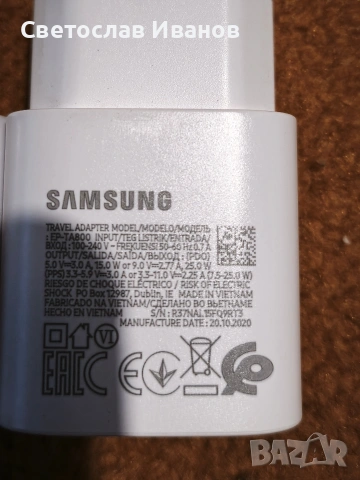 Светослав Иванов
SAMSUNG
TRAVEL ADAPTER MODEL/MODELO/МОДЕЛЬ
: EP-TA800 INPUT/TEG LISTRIK/ENTRADA/
ВХОД :100-240 V~ FREKUENSI 50-60 Hz 0.7 A
OUTPUT/SALIDA/SAÍDA/ВЫХОД: (PDO)
5.0 V⎓3.0 A, 15.0 W or 9.0 V⎓2.77 A, 25.0 W
(PPS) 3.3-5.9 V⎓3.0 A or 3.3-11.0 V⎓2.25 A (7.5-25.0 W)
RIESGO DE CHOQUE ELÉCTRICO / RISK OF ELECTRIC
SHOCK PO Box 12987, Dublin, IE MADE IN VIETNAM
FABRICADO NA VIETNAM/СДЕЛАНО ВО ВЬЕТНАМЕ
HECHO EN VIETNAM S/N : R37NAL15FQ9RT3
MANUFACTURE DATE : 20.10.2020
VI
EAC CE
BAZAR